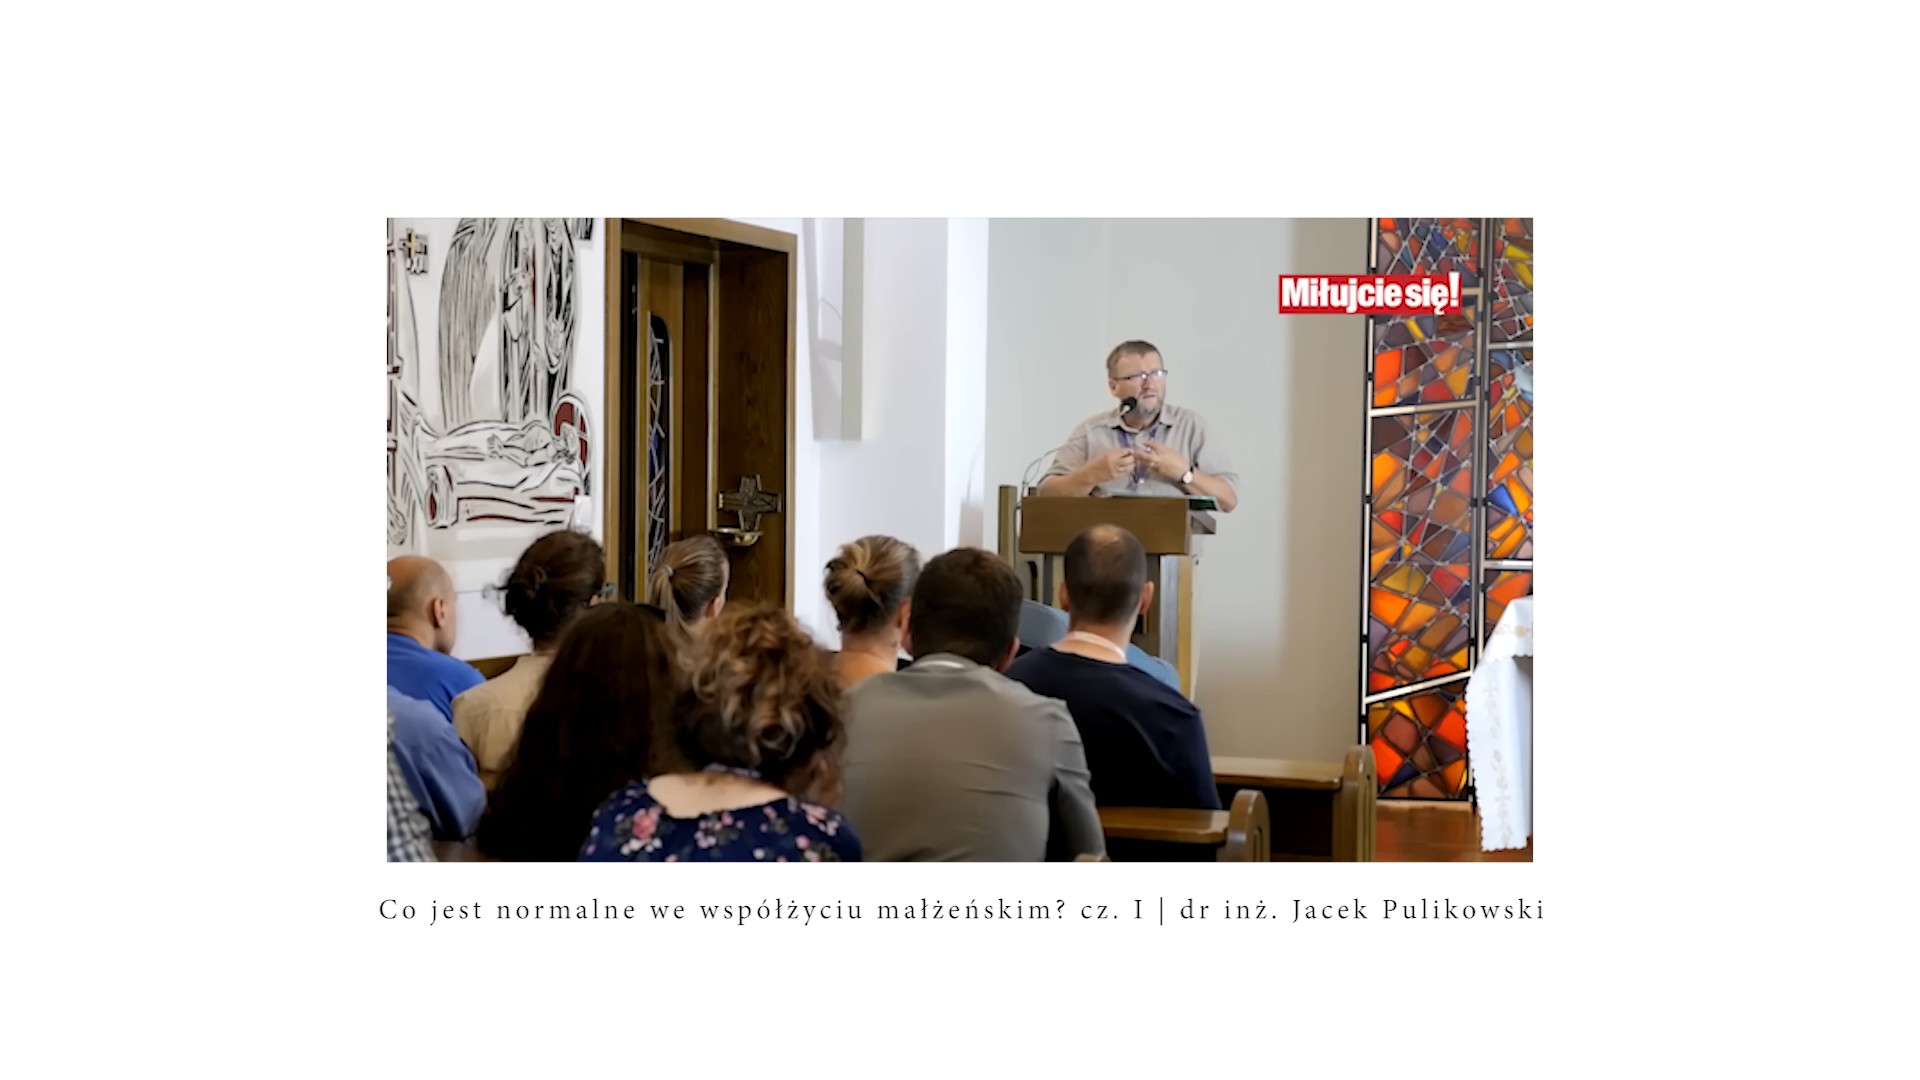 Miłujcie się!
Co jest normalne we współżyciu małżeńskim? cz. I | dr inż. Jacek Pulikowski